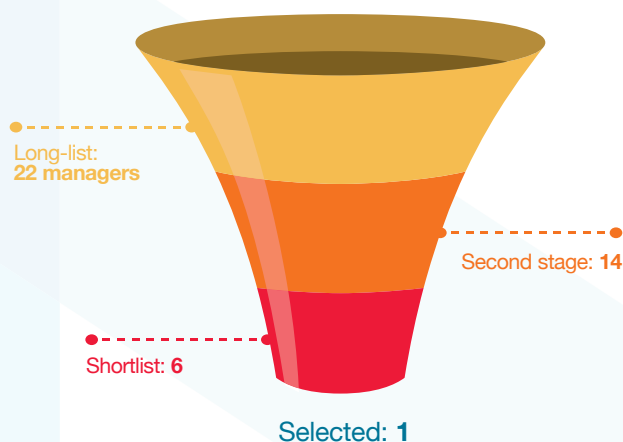 Long-list:
22 managers
Second stage: 14
Shortlist: 6
Selected: 1